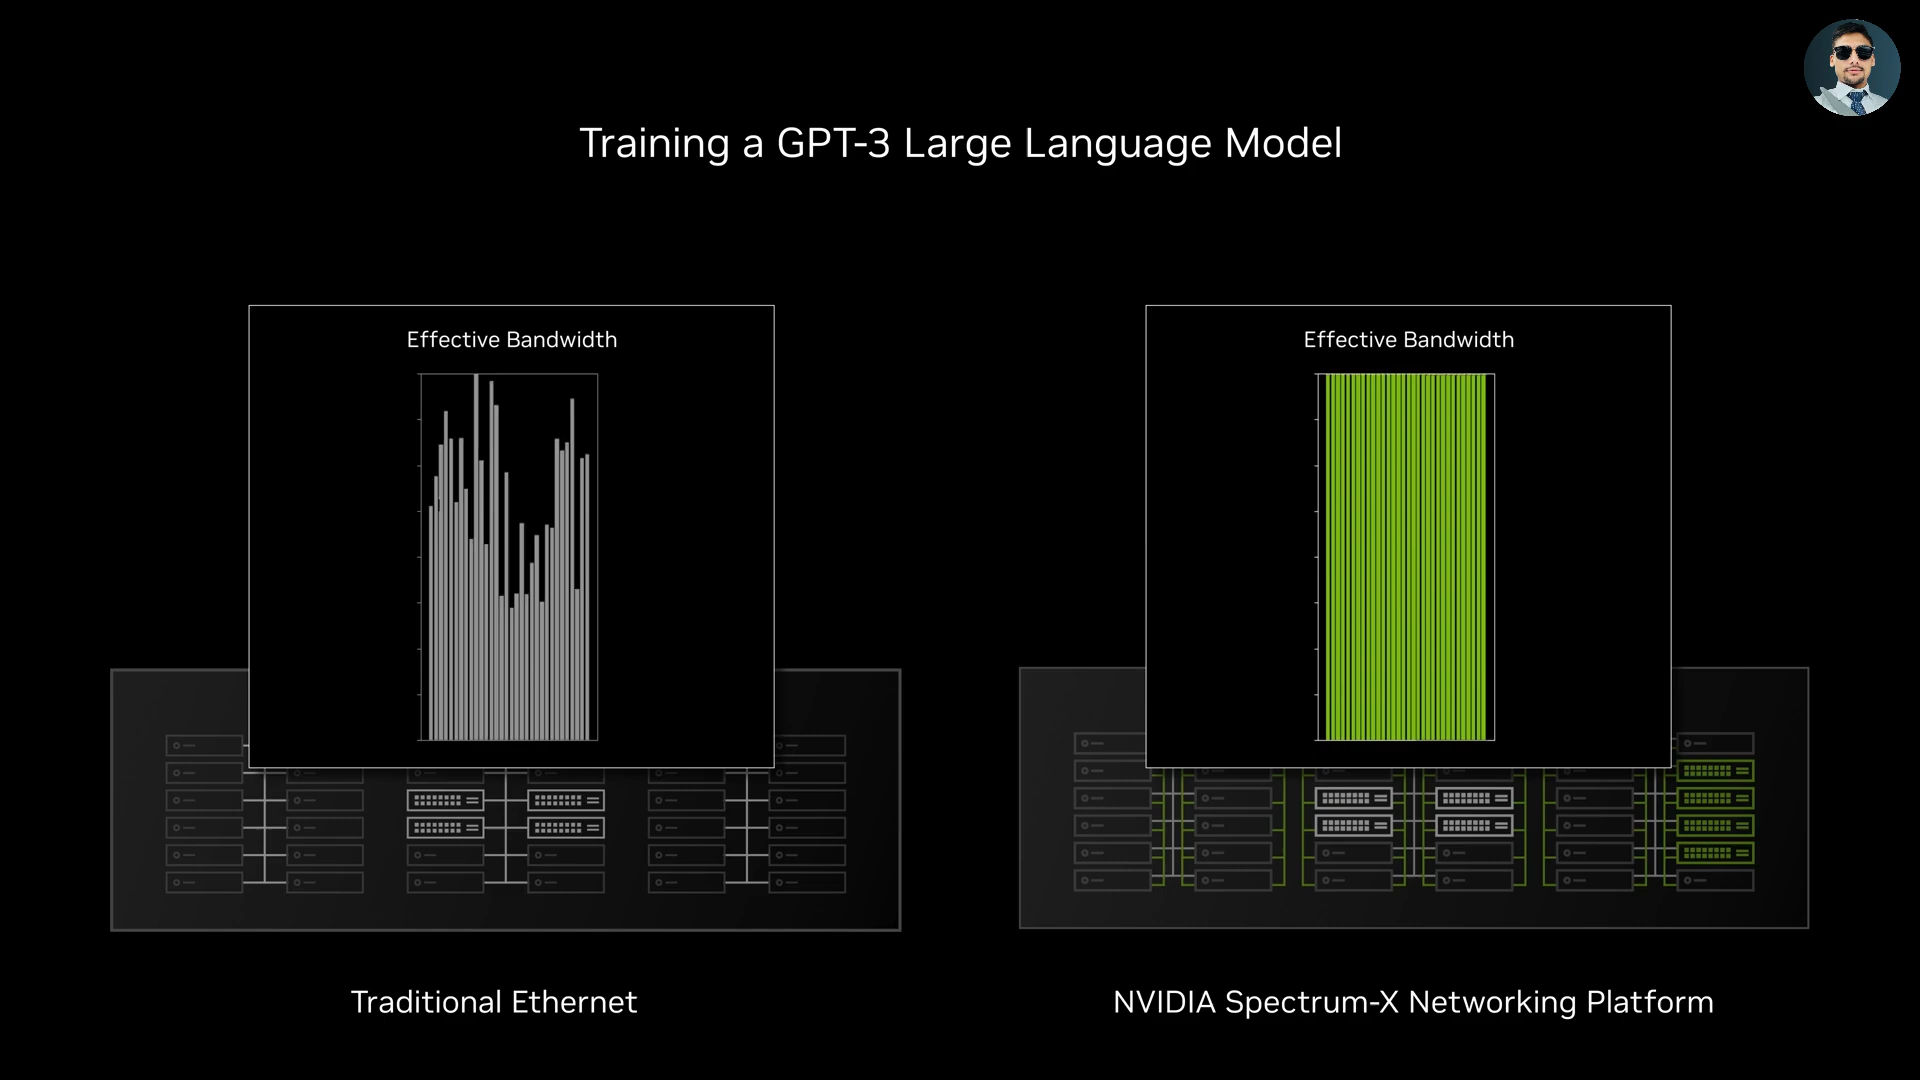 Training a GPT-3 Large Language Model
Effective Bandwidth
Effective Bandwidth
Traditional Ethernet
NVIDIA Spectrum-X Networking Platform